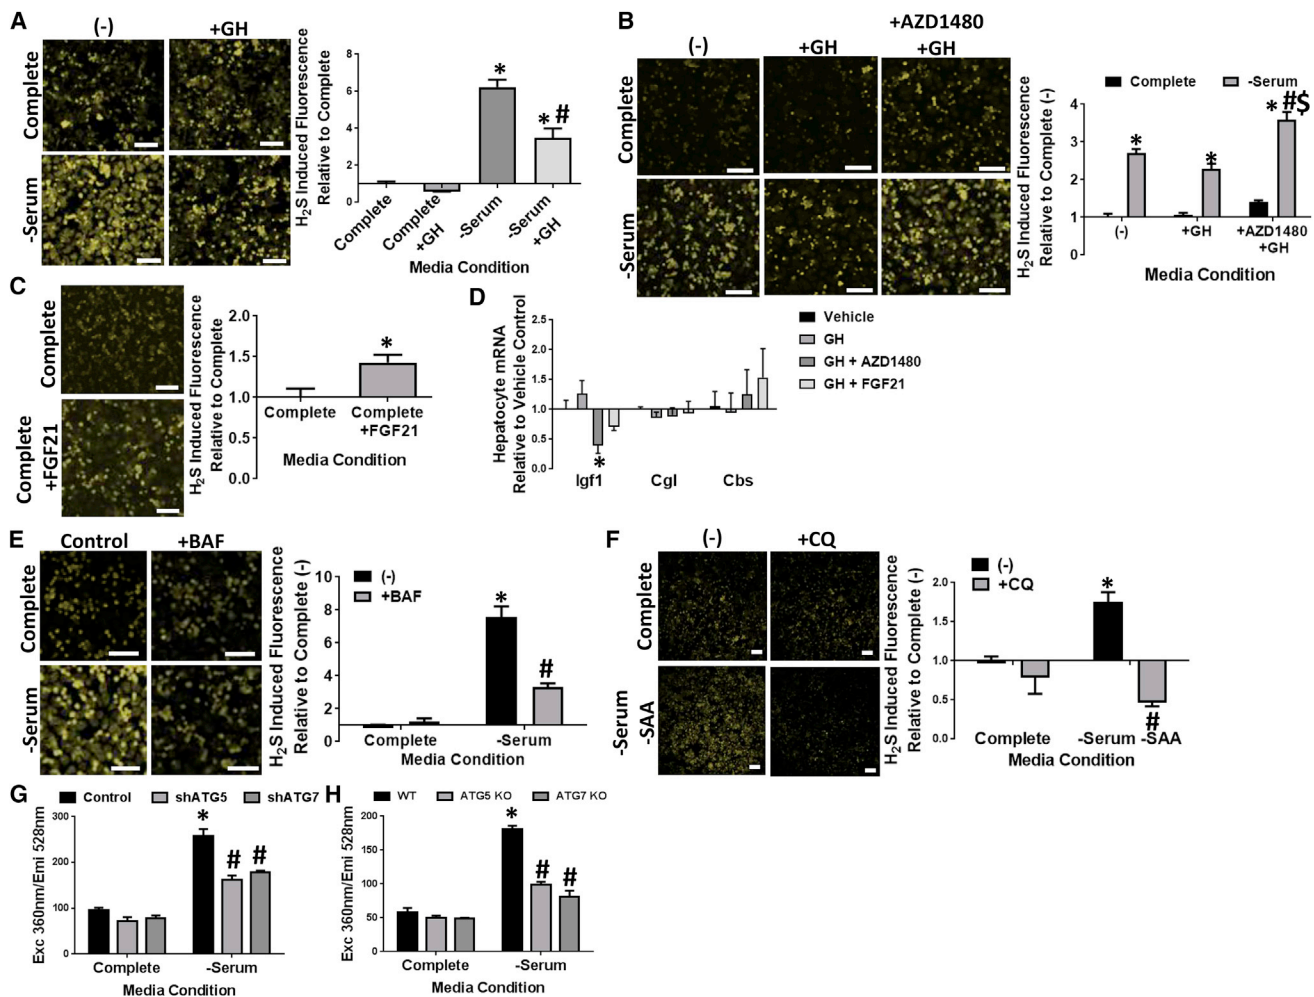 A
(-)
+GH
Complete
-Serum
H2S Induced Fluorescence
Relative to Complete
8
6
4
2
0
*
* #
Complete
Complete
+GH
-Serum
-Serum
+GH
Media Condition
B
(-)
+GH
+AZD1480
+GH
Complete
-Serum
H2S Induced Fluorescence
Relative to Complete (-)
Complete
-Serum
4
3
2
1
0
*
*
* #$
(-)
+GH
+AZD1480
+GH
Media Condition
C
Complete
Complete
+FGF21
H2S Induced Fluorescence
Relative to Complete
2.0
1.5
1.0
0.5
0.0
*
Complete
Complete
+FGF21
Media Condition
D
Hepatocyte mRNA
Relative to Vehicle Control
2.5
2.0
1.5
1.0
0.5
0.0
*
Igf1
Cgl
Cbs
Vehicle
GH
GH + AZD1480
GH + FGF21
E
Control
+BAF
Complete
-Serum
H2S Induced Fluorescence
Relative to Complete (-)
10
8
6
4
2
0
(-)
+BAF
*
#
Complete
-Serum
Media Condition
F
(-)
+CQ
Complete
-Serum
-SAA
H2S Induced Fluorescence
Relative to Complete (-)
2.0
1.5
1.0
0.5
0.0
(-)
+CQ
*
#
Complete
-Serum -SAA
Media Condition
G
Control
shATG5
shATG7
Exc 360nm/Emi 528nm
300
200
100
0
*
#
#
Complete
-Serum
Media Condition
H
WT
ATG5 KO
ATG7 KO
Exc 360nm/Emi 528nm
200
150
100
50
0
*
#
#
Complete
-Serum
Media Condition